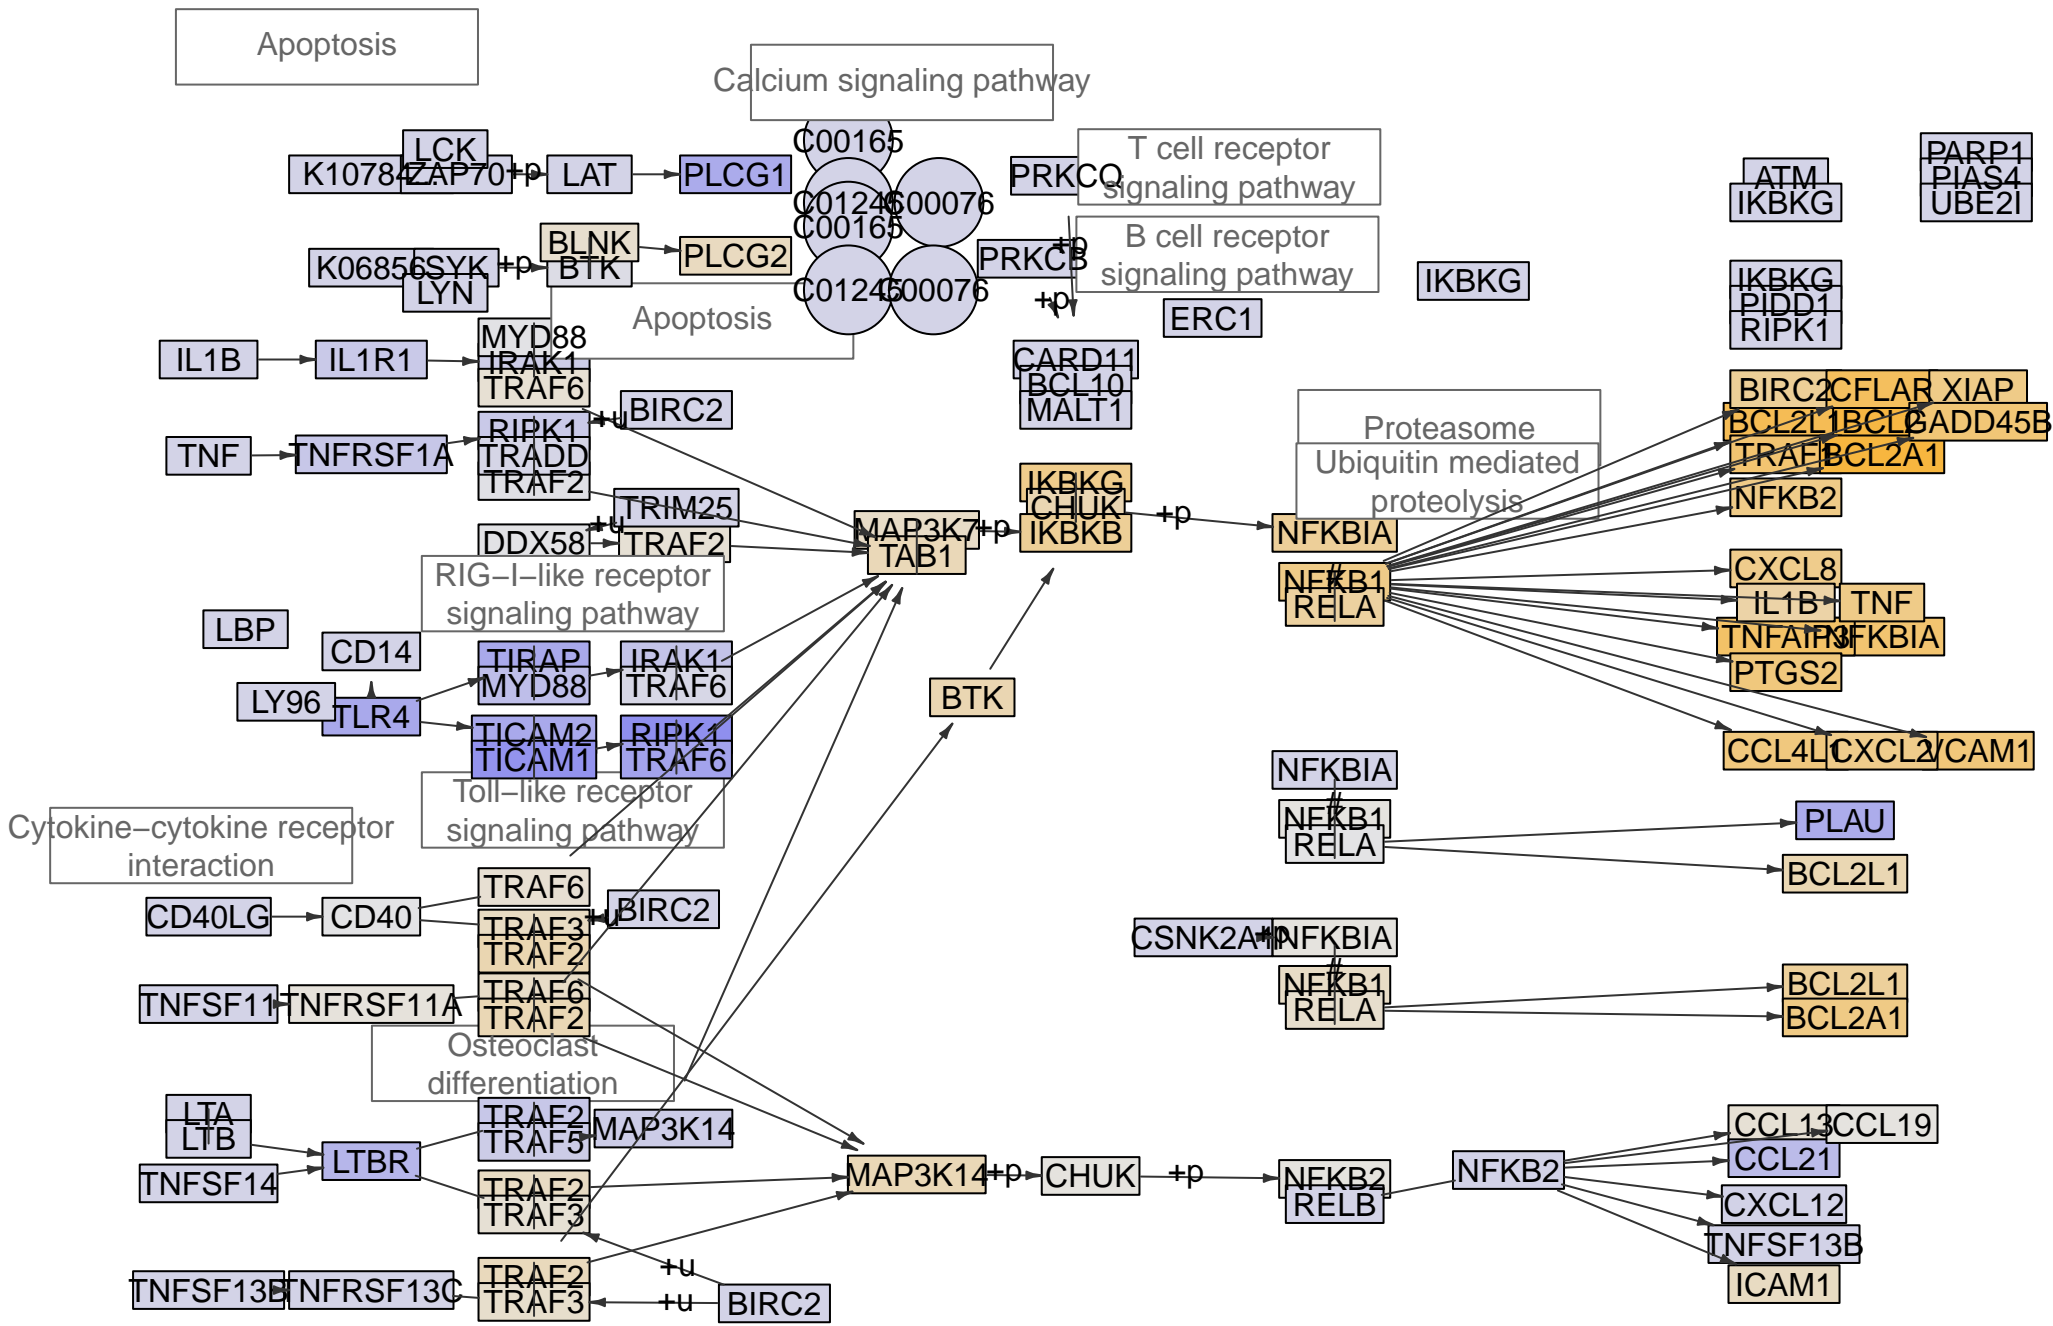 Apoptosis
Calcium signaling pathway
C00165
T cell receptor
signaling pathway
PARP1
PIAS4
UBE2I
LCK
K10784
ZAP70
+p
LAT
PLCG1
PRKCQ
ATM
IKBKG
C01245
C00076
C00165
BLNK
PLCG2
B cell receptor
signaling pathway
+p
PRKCB
K06856
SYK
+p
BTK
LYN
C01245
C00076
+p
IKBKG
IKBKG
PIDD1
RIPK1
Apoptosis
ERC1
MYD88
IL1B
IL1R1
IRAK1
TRAF6
CARD11
BCL10
MALT1
BIRC2
CFLAR
XIAP
BIRC2
+u
RIPK1
TNF
TNFRSF1A
TRADD
TRAF2
Proteasome
Ubiquitin mediated
proteolysis
BCL2L1
BCL2
GADD45B
TRAF1
BCL2A1
NFKB2
IKBKG
CHUK
IKBKB
+p
NFKBIA
TRIM25
+u
DDX58
TRAF2
MAP3K7
TAB1
+p
RIG−I−like receptor
signaling pathway
NFKB1
RELA
CXCL8
IL1B
TNF
TNFAIP3
NFKBIA
PTGS2
LBP
CD14
LY96
TLR4
TIRAP
MYD88
IRAK1
TRAF6
BTK
TICAM2
TICAM1
RIPK1
TRAF6
CCL4L1
CXCL2
VCAM1
Toll−like receptor
signaling pathway
NFKBIA
NFKB1
RELA
PLAU
BCL2L1
Cytokine−cytokine receptor
interaction
TRAF6
CD40LG
CD40
TRAF3
TRAF2
+u
BIRC2
CSNK2A1
+p
NFKBIA
NFKB1
RELA
BCL2L1
BCL2A1
TNFSF11
TNFRSF11A
TRAF6
TRAF2
Osteoclast
differentiation
LTA
LTB
TNFSF14
LTBR
TRAF2
TRAF5
MAP3K14
TRAF2
TRAF3
MAP3K14
+p
CHUK
+p
NFKB2
RELB
NFKB2
CCL13
CCL19
CCL21
CXCL12
TNFSF13B
ICAM1
TNFSF13B
TNFRSF13C
TRAF2
TRAF3
+u
+u
BIRC2